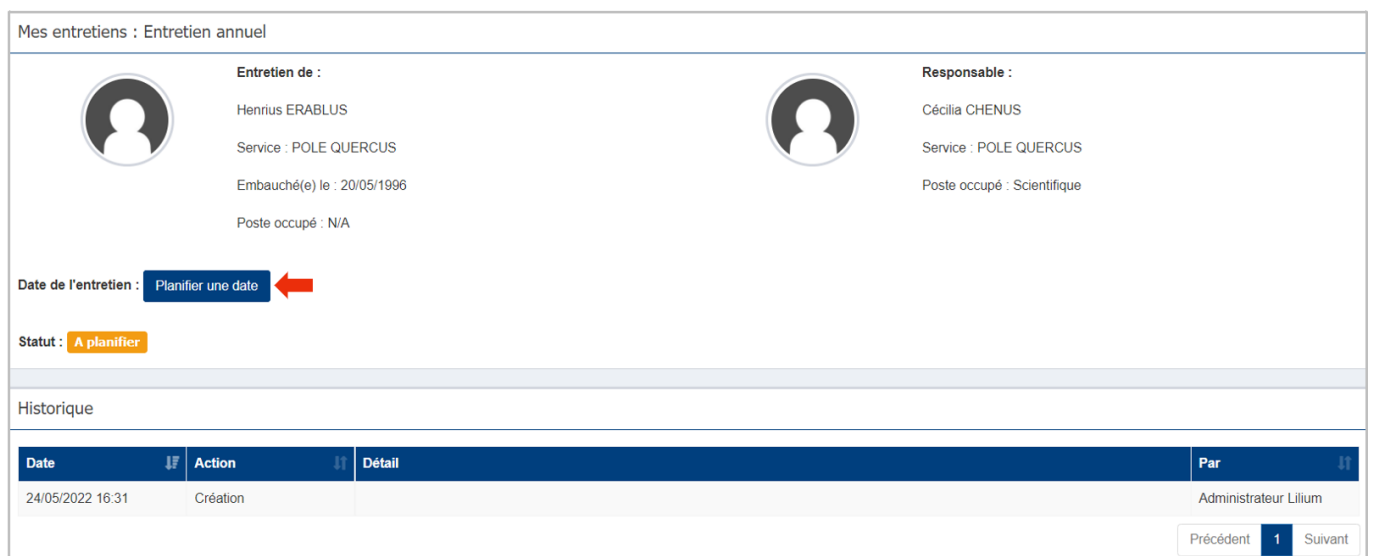 Mes entretiens : Entretien annuel
Entretien de :
Henrius ERABLUS
Service : POLE QUERCUS
Embauché(e) le : 20/05/1996
Poste occupé : N/A
Responsable :
Cécilia CHENUS
Service : POLE QUERCUS
Poste occupé : Scientifique
Date de l'entretien : Planifier une date
Statut : A planifier
Historique
Date Action Détail Par
24/05/2022 16:31 Création Administrateur Lilium
Précédent 1 Suivant